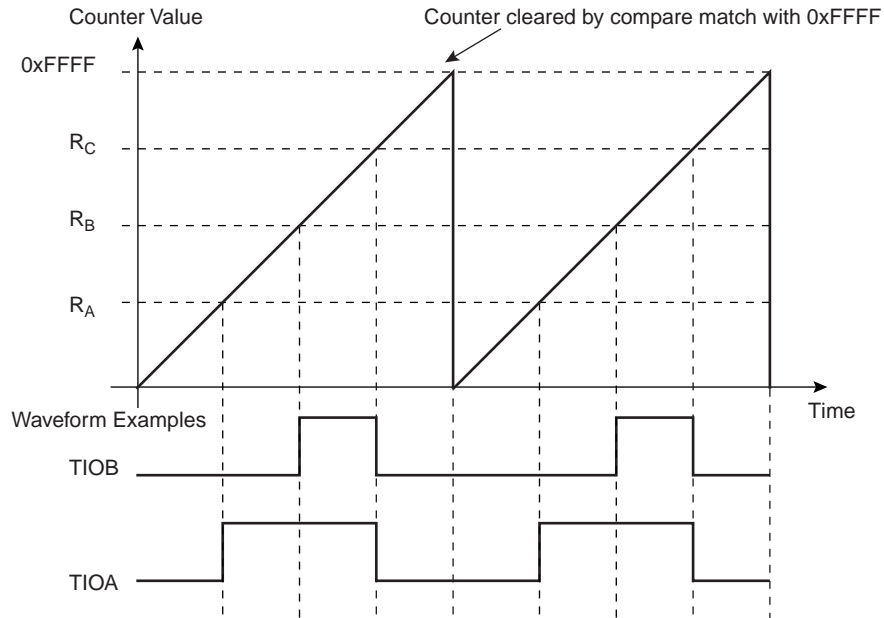 Counter Value
Counter cleared by compare match with 0xFFFF
0xFFFF
RC
RB
RA
Time
Waveform Examples
TIOB
TIOA